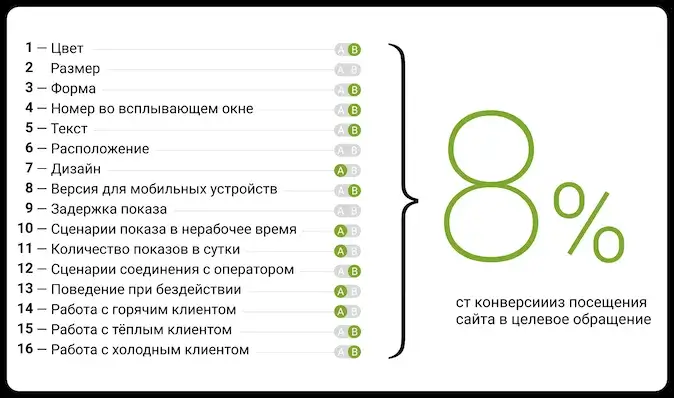 1 — Цвет A B
2 Размер A B
3 — Форма A B
4 — Номер во всплывающем окне A B
5 — Текст A B
6 — Расположение A B
7 — Дизайн A B
8 — Версия для мобильных устройств A B
9 — Задержка показа A B
10 — Сценарии показа в нерабочее время A B
11 — Количество показов в сутки A B
12 — Сценарии соединения с оператором A B
13 — Поведение при бездействии A B
14 — Работа с горячим клиентом A B
15 — Работа с тёплым клиентом A B
16 — Работа с холодным клиентом A B
8%
ст конверсиииз посещения
сайта в целевое обращение